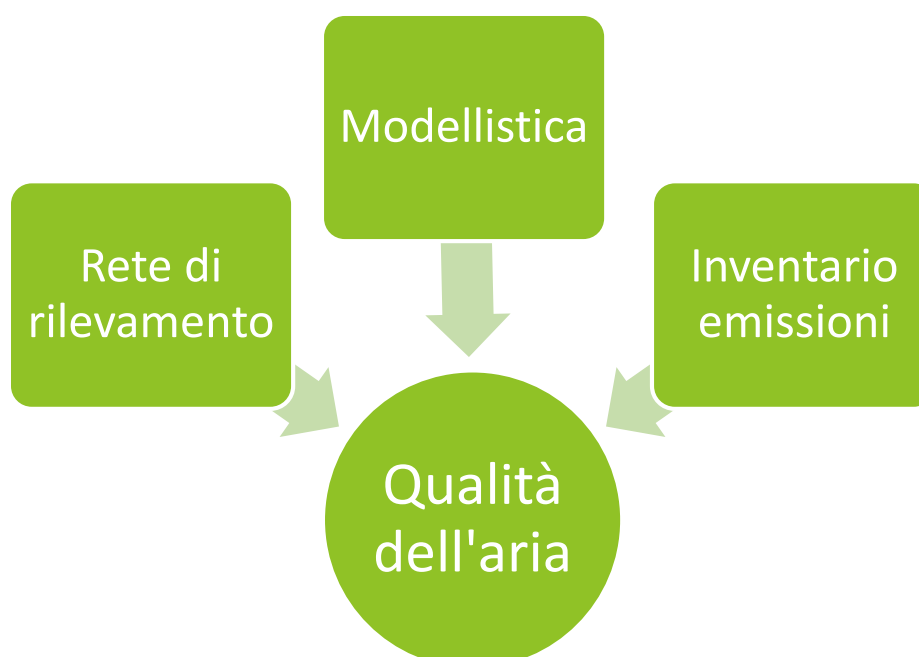 Modellistica
Rete di
rilevamento
Inventario
emissioni
Qualità
dell'aria